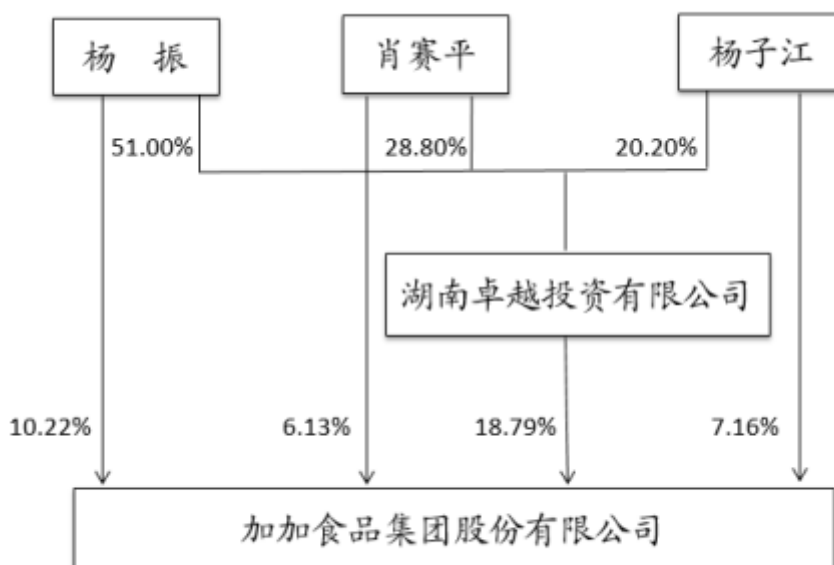 杨 振
肖赛平
杨子江
51.00%
28.80%
20.20%
湖南卓越投资有限公司
10.22%
6.13%
18.79%
7.16%
加加食品集团股份有限公司